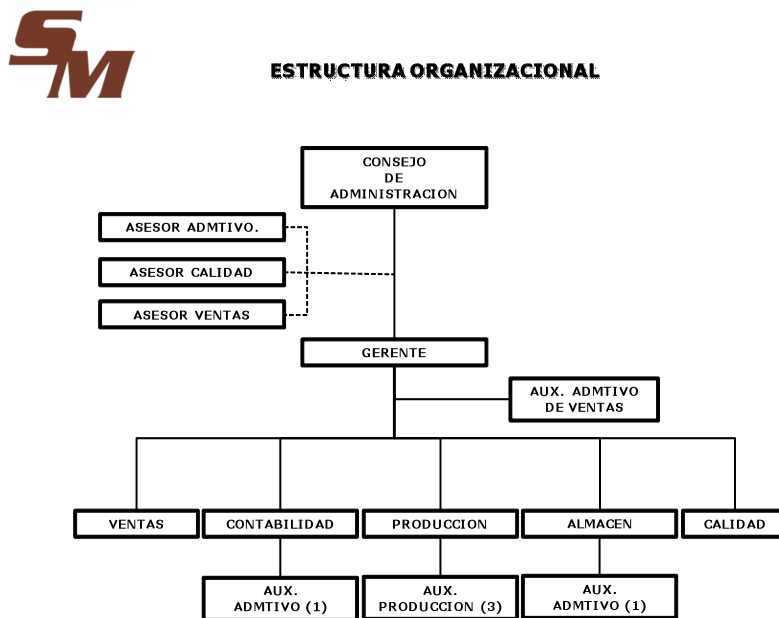 SM
ESTRUCTURA ORGANIZACIONAL
CONSEJO
DE
ADMINISTRACION
ASESOR ADMTIVO.
ASESOR CALIDAD
ASESOR VENTAS
GERENTE
AUX. ADMTIVO
DE VENTAS
VENTAS
CONTABILIDAD
PRODUCCION
ALMACEN
CALIDAD
AUX.
ADMTIVO (1)
AUX.
PRODUCCION (3)
AUX.
ADMTIVO (1)